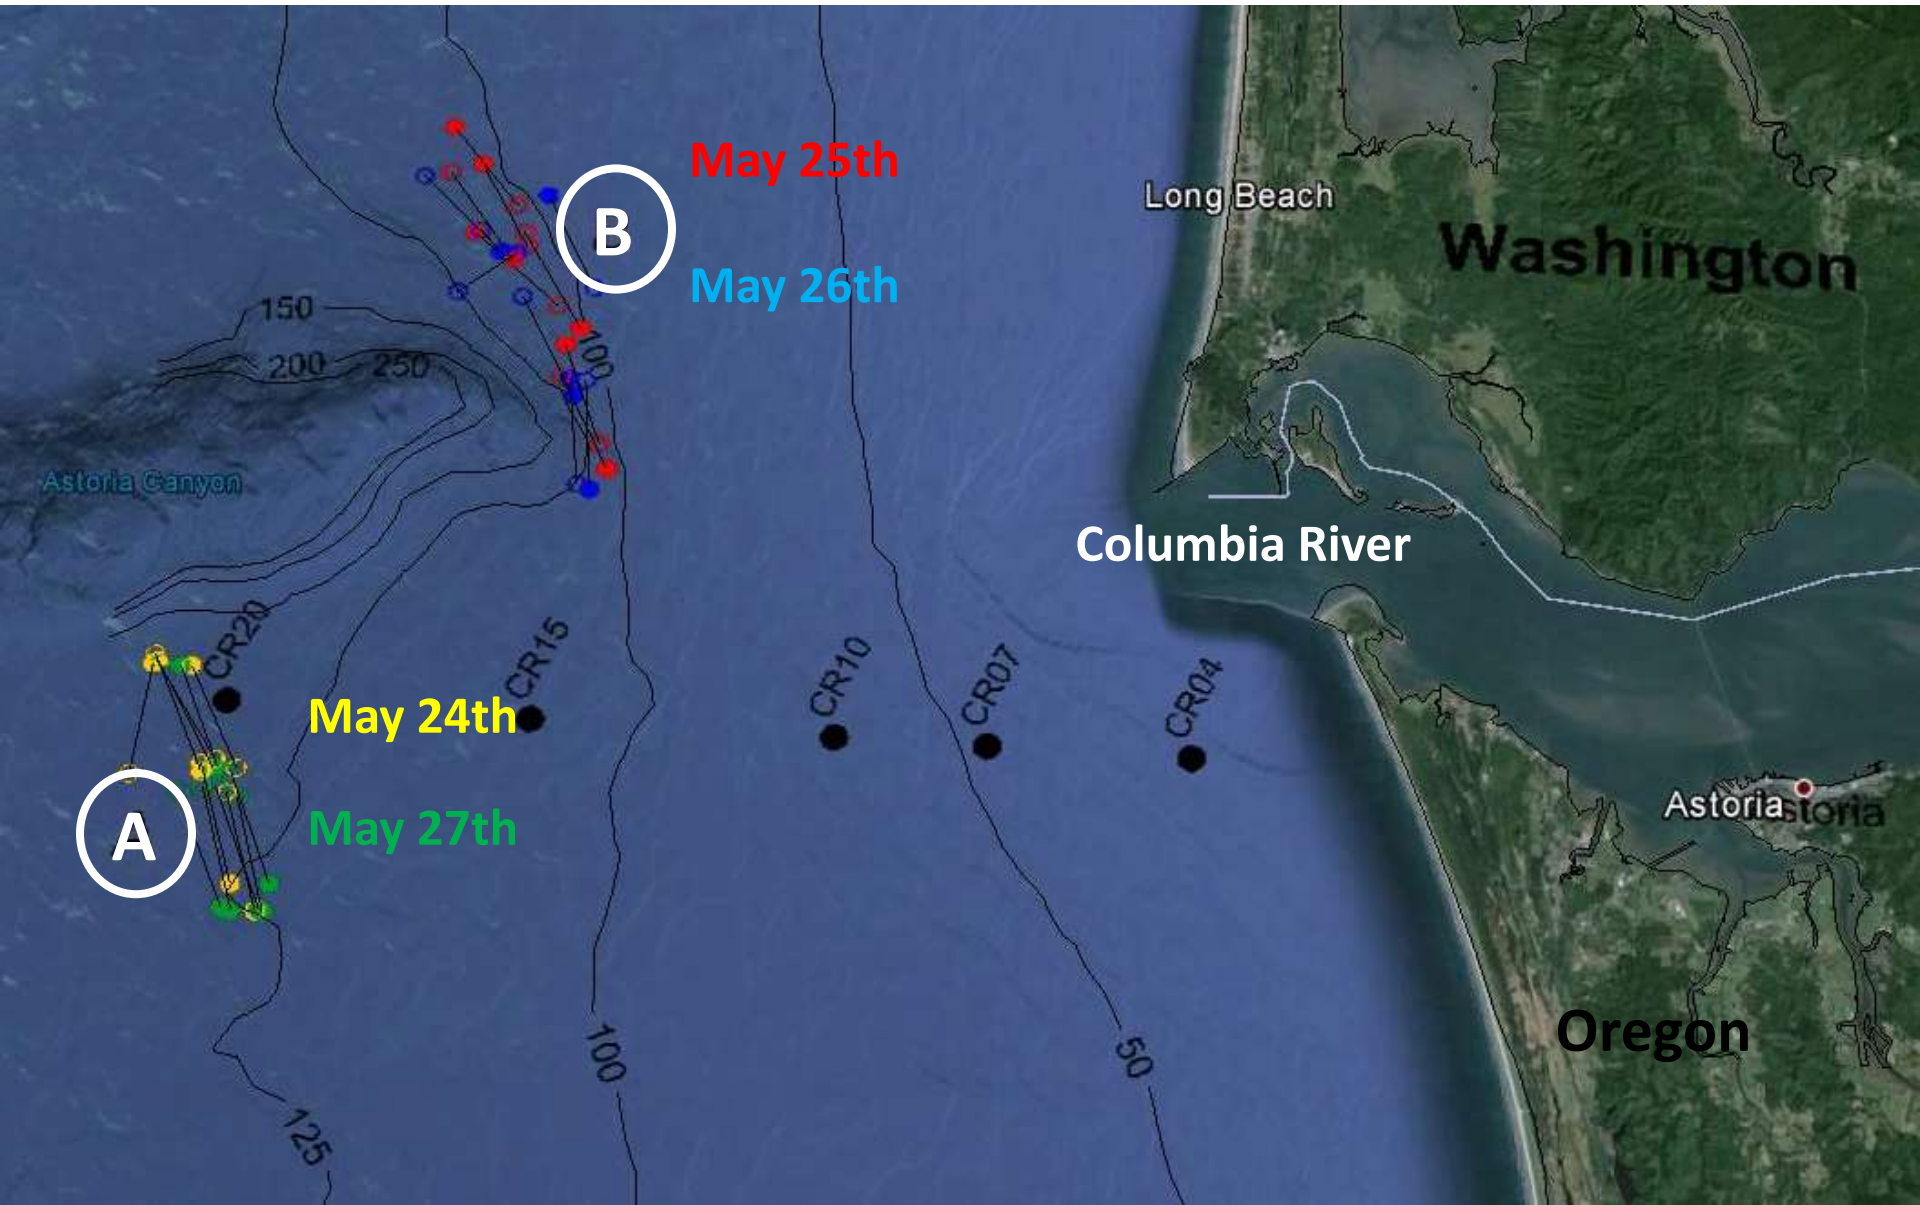 May 25th
Long Beach
B
Washington
May 26th
150
200
250
100
Astoria Canyon
Columbia River
CR20
CR15
CR10
CR07
CR04
May 24th
Astoria
storia
May 27th
A
Oregon
100
50
125